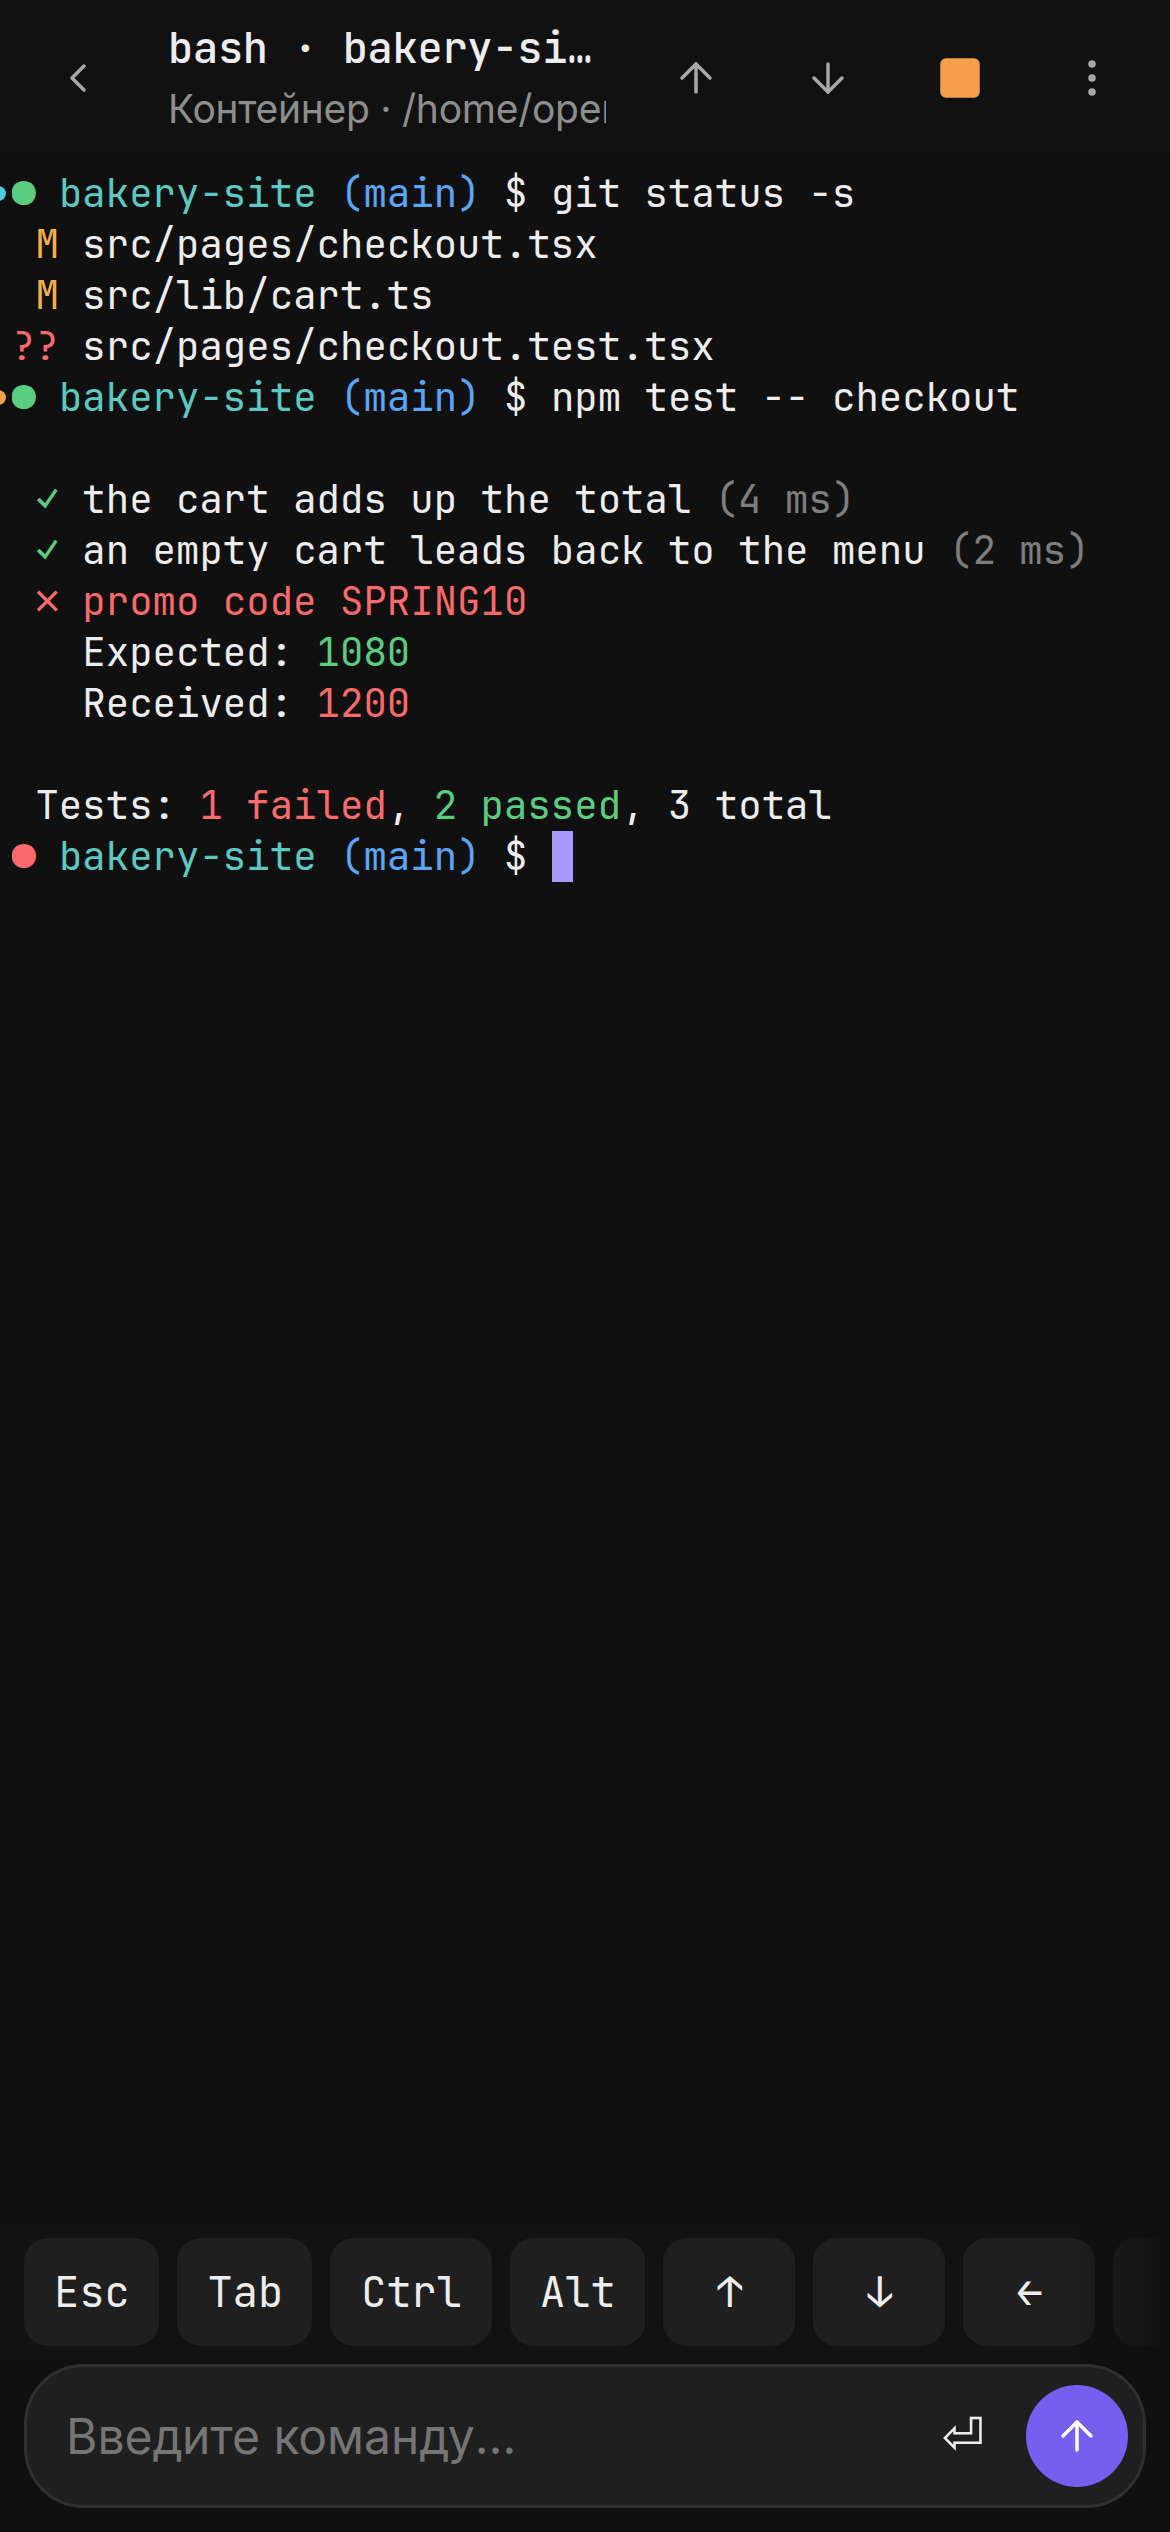 bash · bakery-si…
Контейнер · /home/oper
bakery-site (main) $ git status -s
M src/pages/checkout.tsx
M src/lib/cart.ts
?? src/pages/checkout.test.tsx
bakery-site (main) $ npm test -- checkout
✓ the cart adds up the total (4 ms)
✓ an empty cart leads back to the menu (2 ms)
✕ promo code SPRING10
Expected: 1080
Received: 1200
Tests: 1 failed, 2 passed, 3 total
bakery-site (main) $
Esc Tab Ctrl Alt ↑ ↓ ←
Введите команду...